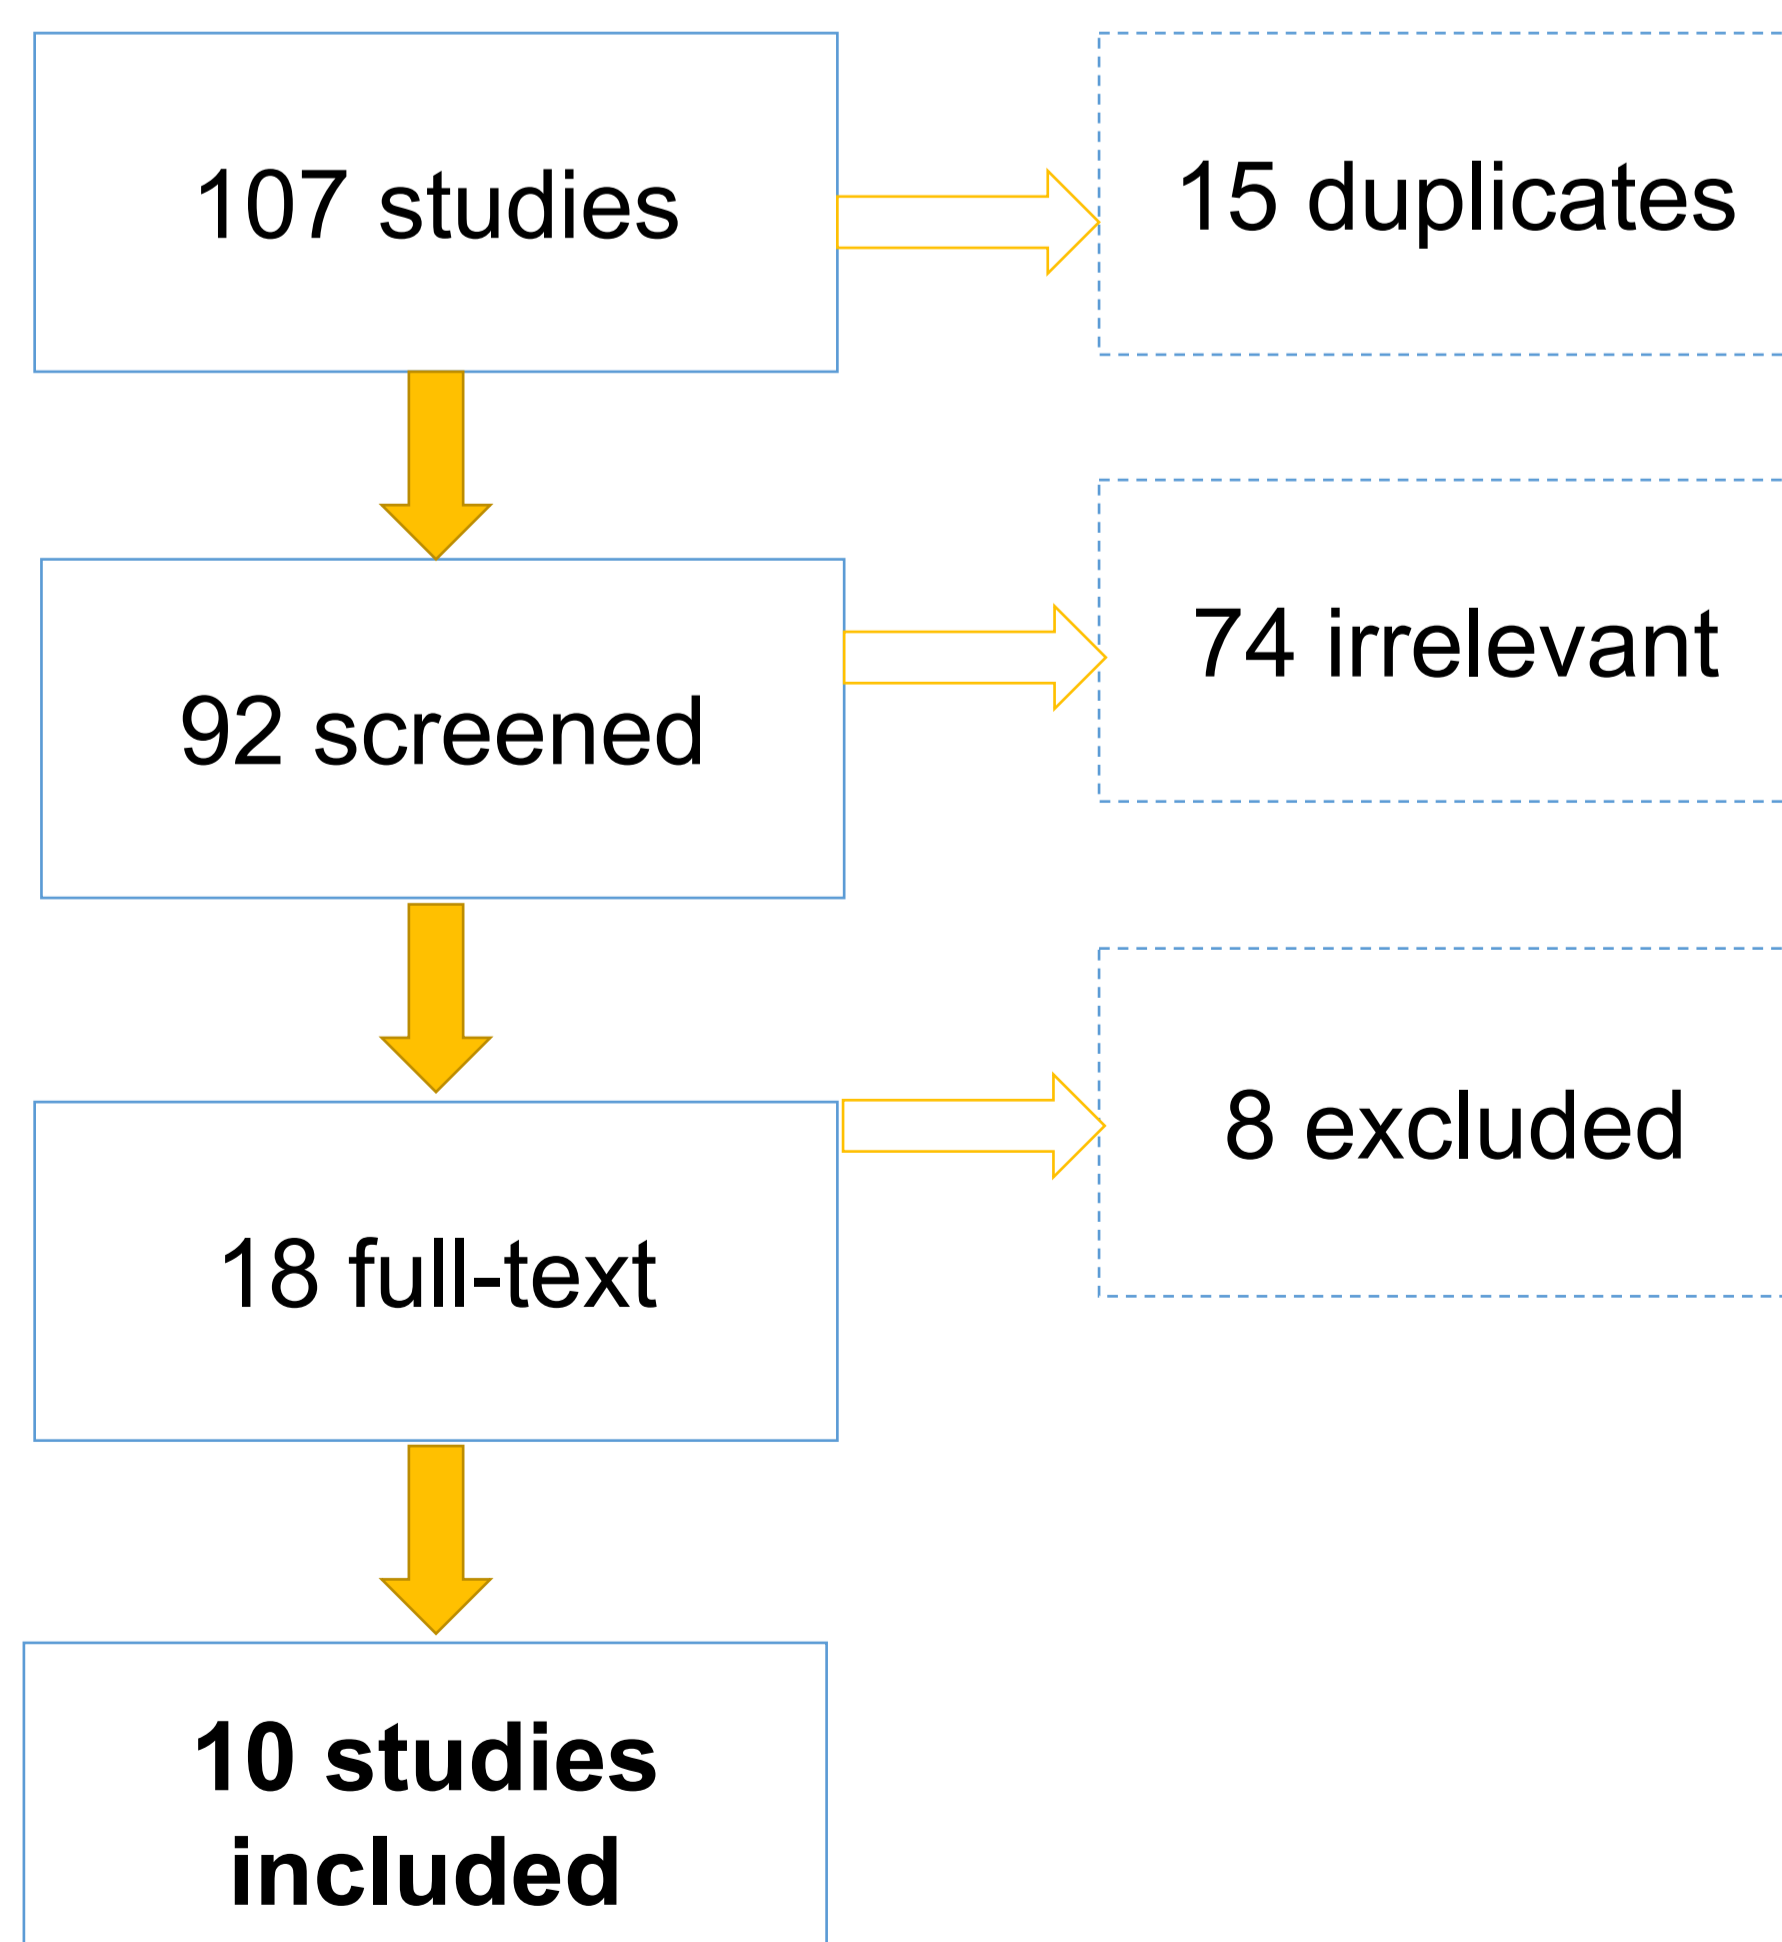 107 studies
15 duplicates
92 screened
74 irrelevant
18 full-text
8 excluded
10 studies
included